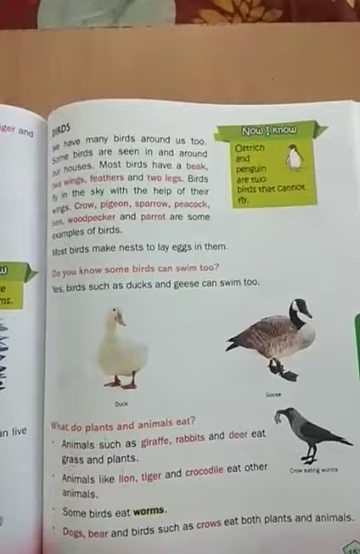 iger and
BIRDS
We have many birds around us too.
Some birds are seen in and around
our houses. Most birds have a beak,
two wings, feathers and two legs. Birds
fly in the sky with the help of their
wings. Crow, pigeon, sparrow, peacock,
woodpecker and parrot are some
examples of birds.
Most birds make nests to lay eggs in them.
Now I know
Ostrich
and
penguin
are two
birds that cannot
fly.
Do you know some birds can swim too?
Yes, birds such as ducks and geese can swim too.
Duck
Goose
What do plants and animals eat?
• Animals such as giraffe, rabbits and deer eat
grass and plants.
• Animals like lion, tiger and crocodile eat other
animals.
• Some birds eat worms.
• Dogs, bear and birds such as crows eat both plants and animals.
Crow eating worms
an live